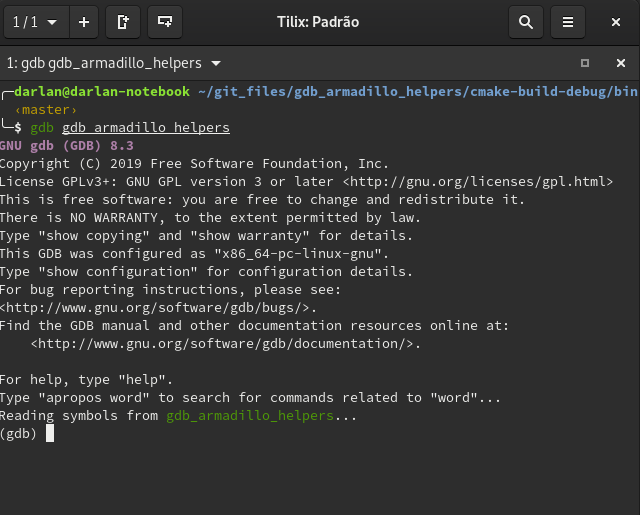 1 / 1
Tilix: Padrão
1: gdb gdb_armadillo_helpers
darlan@darlan-notebook ~/git_files/gdb_armadillo_helpers/cmake-build-debug/bin
‹master›
$ gdb gdb_armadillo_helpers
GNU gdb (GDB) 8.3
Copyright (C) 2019 Free Software Foundation, Inc.
License GPLv3+: GNU GPL version 3 or later <http://gnu.org/licenses/gpl.html>
This is free software: you are free to change and redistribute it.
There is NO WARRANTY, to the extent permitted by law.
Type "show copying" and "show warranty" for details.
This GDB was configured as "x86_64-pc-linux-gnu".
Type "show configuration" for configuration details.
For bug reporting instructions, please see:
<http://www.gnu.org/software/gdb/bugs/>.
Find the GDB manual and other documentation resources online at:
<http://www.gnu.org/software/gdb/documentation/>.
For help, type "help".
Type "apropos word" to search for commands related to "word"...
Reading symbols from gdb_armadillo_helpers...
(gdb)